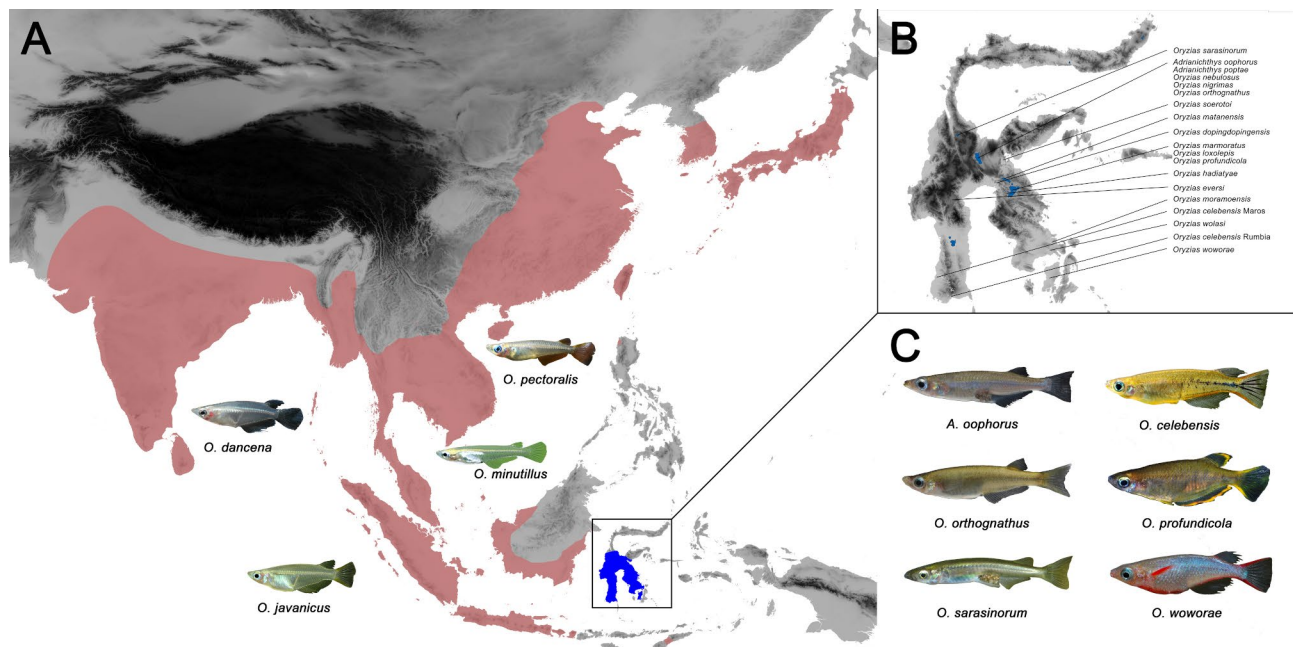 A
O. pectoralis
O. dancena
O. minutillus
O. javanicus
B
Oryzias sarasinorum
Adrianichthys oophorus
Adrianichthys poptae
Oryzias nebulosus
Oryzias nigrimas
Oryzias orthognathus
Oryzias soerotoi
Oryzias matanensis
Oryzias dopingdopingensis
Oryzias marmoratus
Oryzias loxolepis
Oryzias profundicola
Oryzias hadiatyae
Oryzias eversi
Oryzias moramoensis
Oryzias celebensis Maros
Oryzias wolasi
Oryzias celebensis Rumbia
Oryzias woworae
C
A. oophorus
O. celebensis
O. orthognathus
O. profundicola
O. sarasinorum
O. woworae